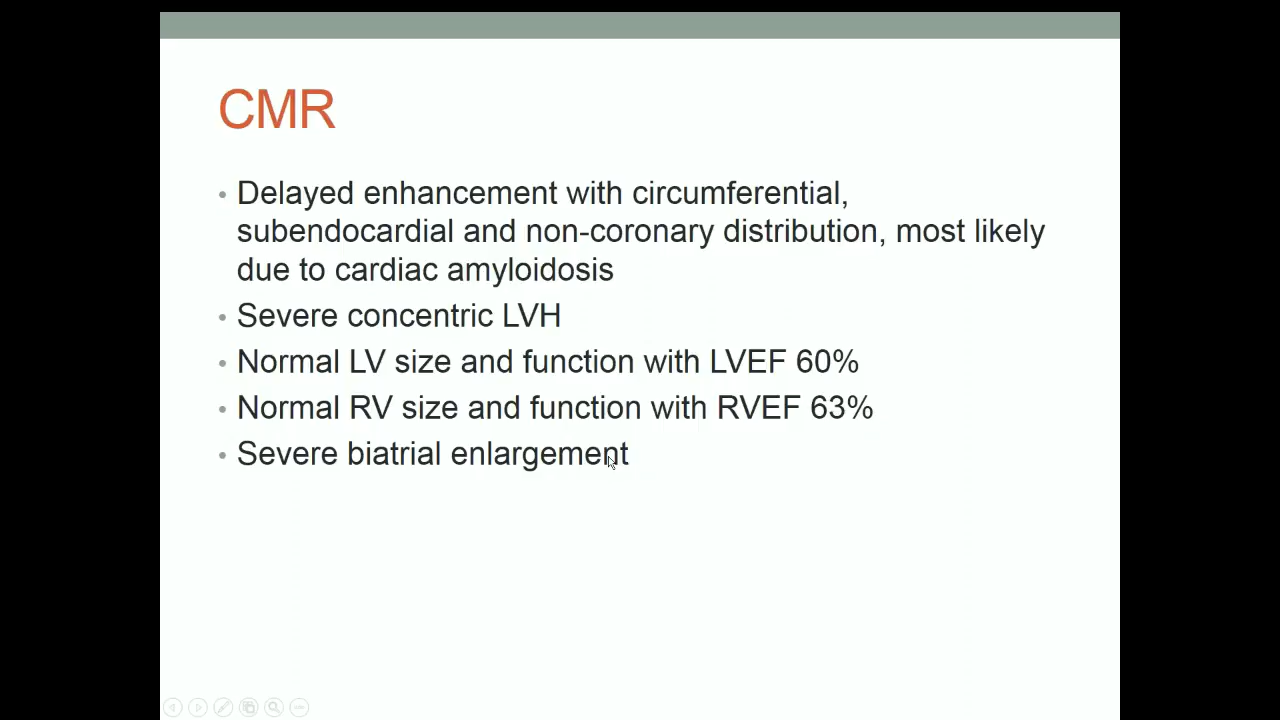 CMR
• Delayed enhancement with circumferential,
subendocardial and non-coronary distribution, most likely
due to cardiac amyloidosis
• Severe concentric LVH
• Normal LV size and function with LVEF 60%
• Normal RV size and function with RVEF 63%
• Severe biatrial enlargement